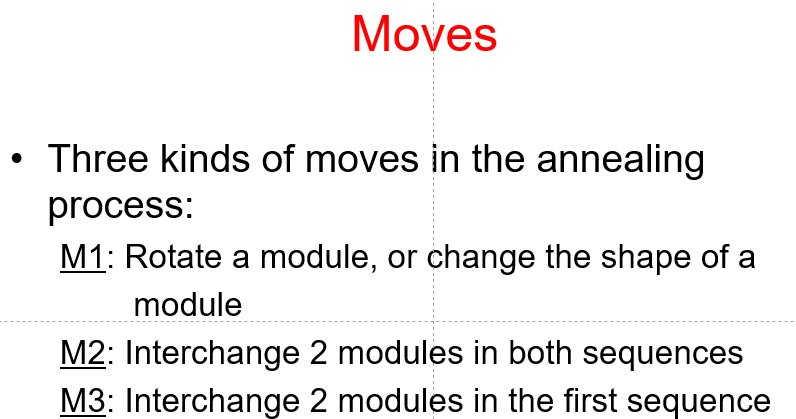 Moves
• Three kinds of moves in the annealing
process:
M1: Rotate a module, or change the shape of a
module
M2: Interchange 2 modules in both sequences
M3: Interchange 2 modules in the first sequence